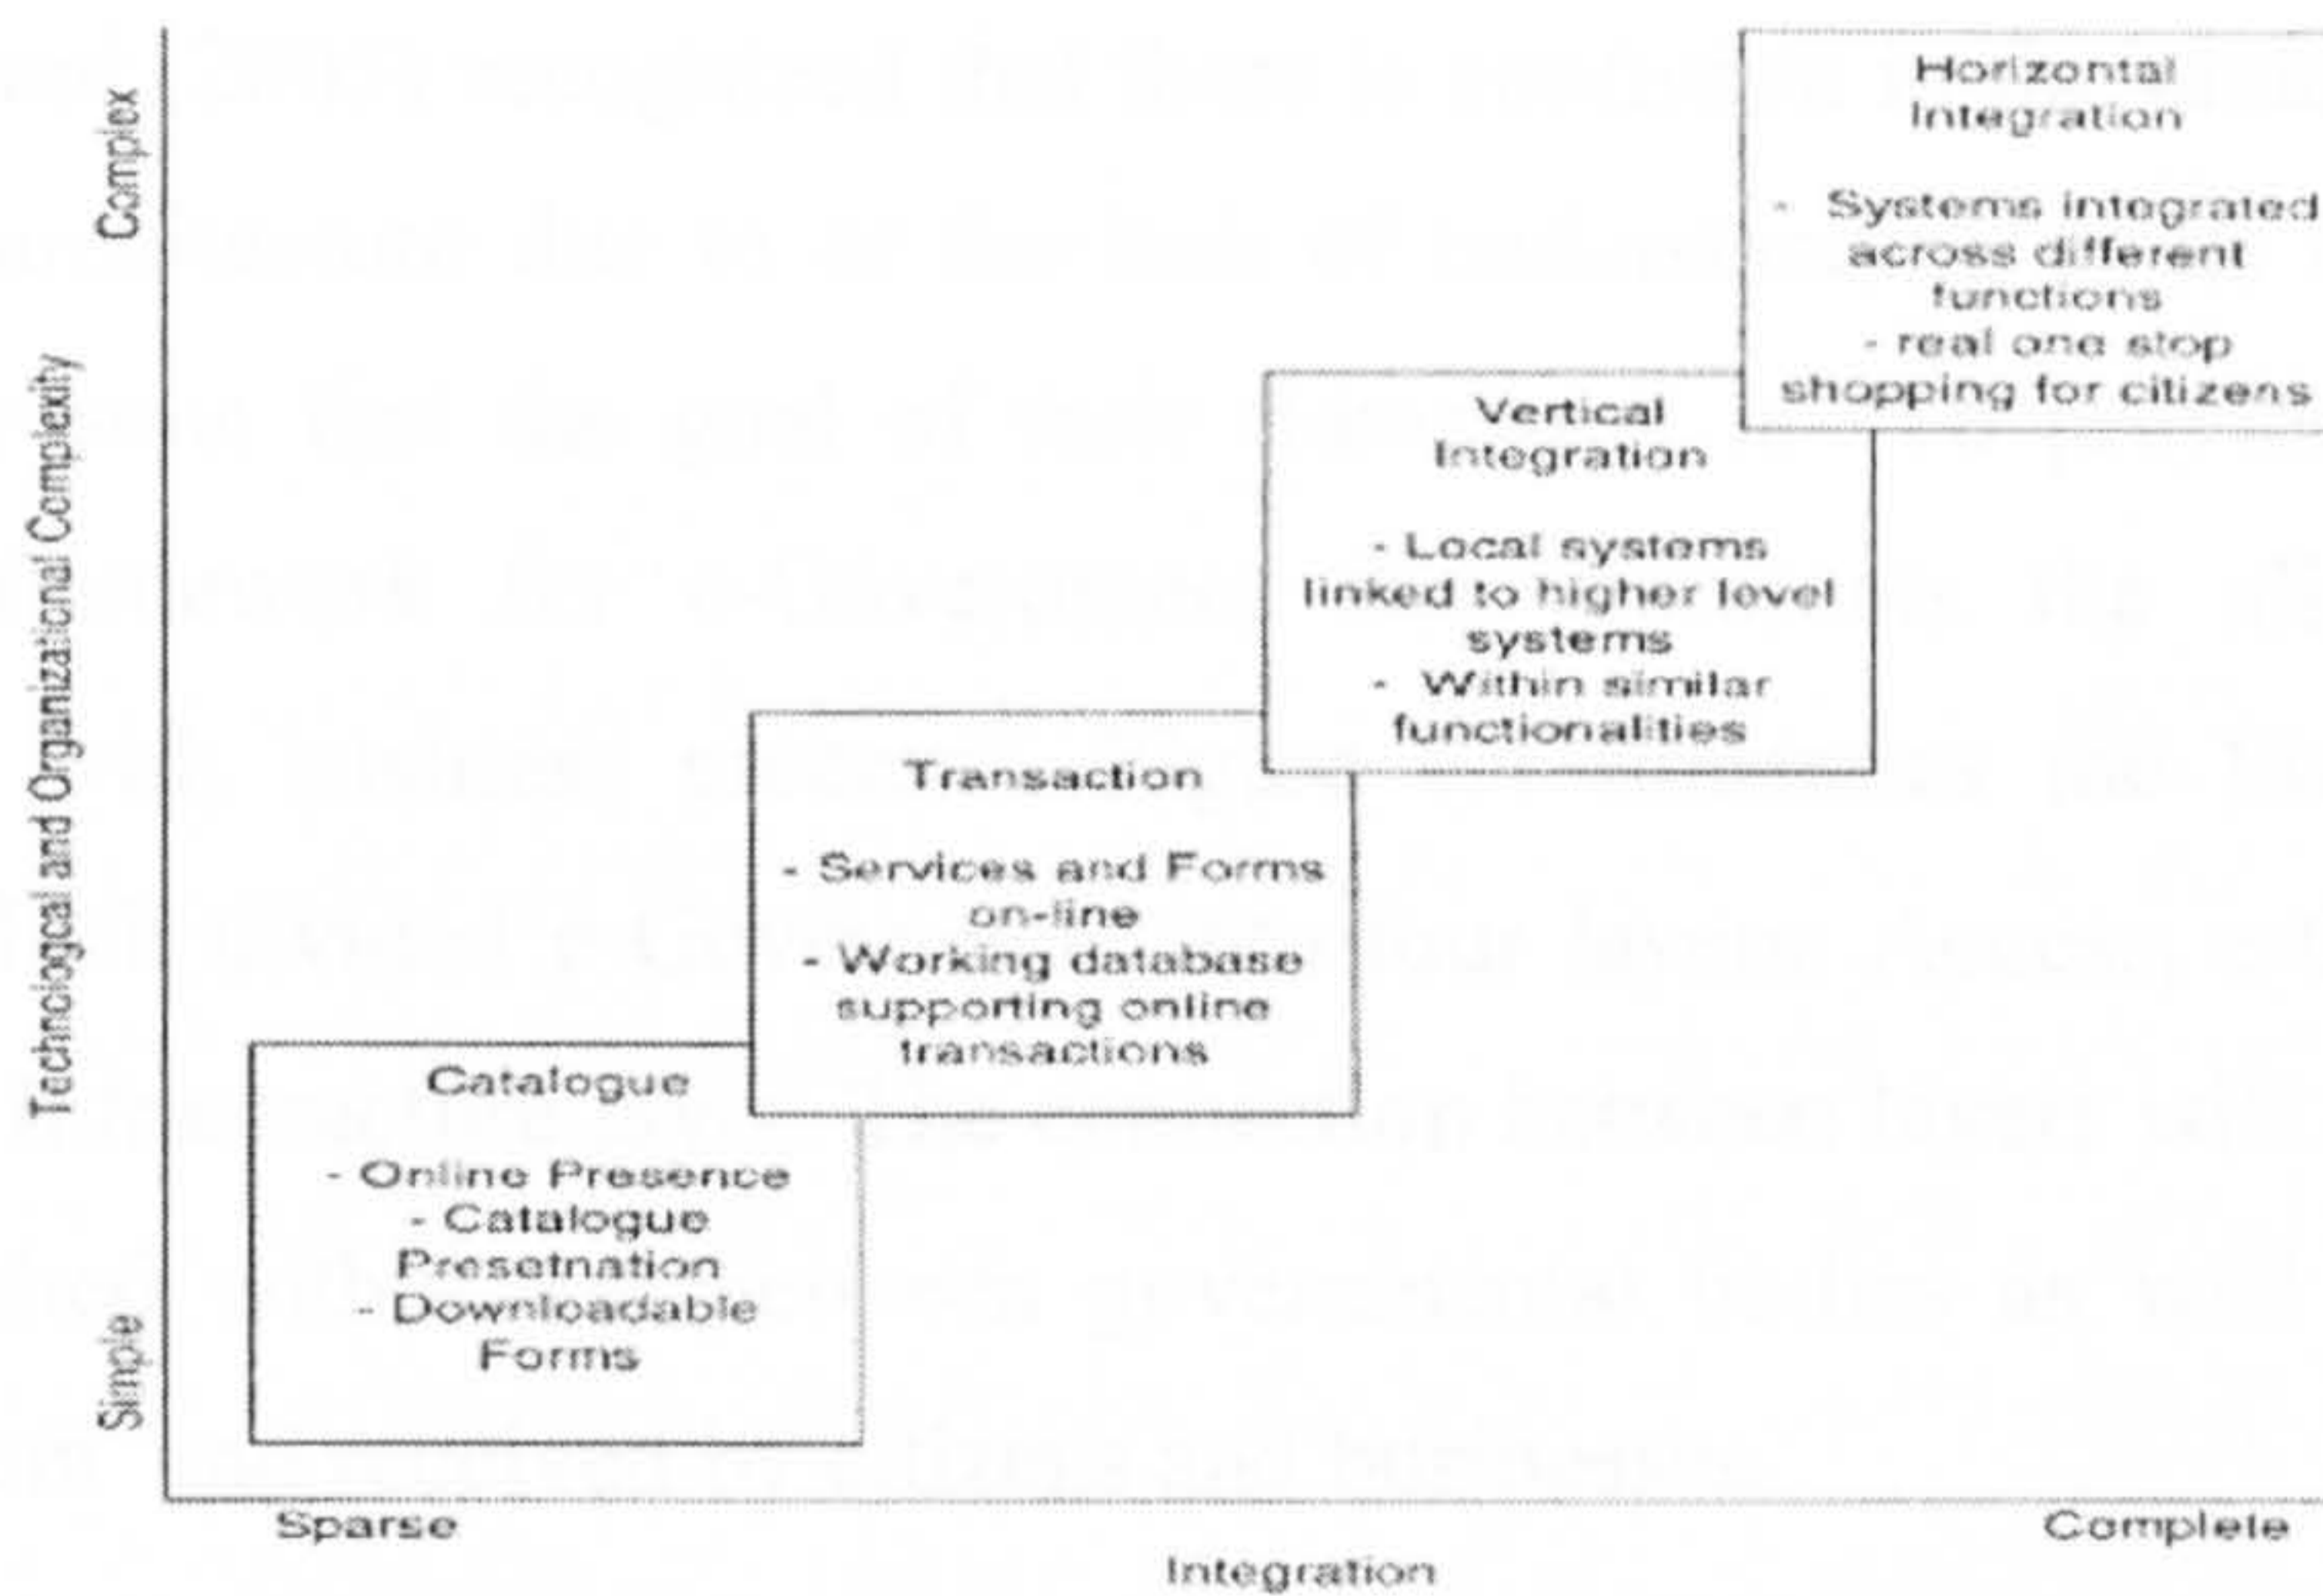 Complex
Technological and Organizational Complexity
Simple
Horizontal
Integration
- Systems integrated
across different
functions
- real one stop
shopping for citizens
Vertical
Integration
- Local systems
linked to higher level
systems
- Within similar
functionalities
Transaction
- Services and Forms
on-line
- Working database
supporting online
transactions
Catalogue
- Online Presence
- Catalogue
Presetnation
- Downloadable
Forms
Sparse
Complete
Integration